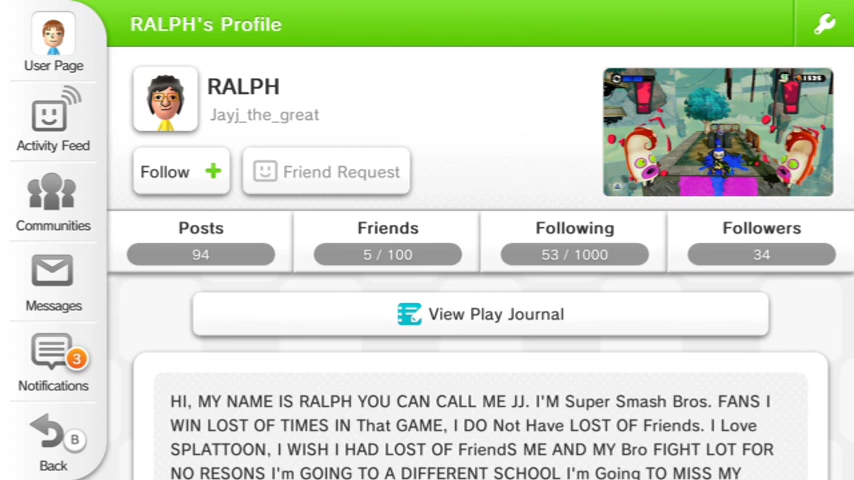 RALPH's Profile
User Page
RALPH
Jayj_the_great
1535
Activity Feed
Follow
Friend Request
Communities
Posts
Friends
Following
Followers
94
5 / 100
53 / 1000
34
Messages
View Play Journal
3
Notifications
HI, MY NAME IS RALPH YOU CAN CALL ME JJ. I'M Super Smash Bros. FANS I
WIN LOST OF TIMES IN That GAME, I DO Not Have LOST OF Friends. I Love
SPLATTOON, I WISH I HAD LOST OF FriendS ME AND MY Bro FIGHT LOT FOR
NO RESONS I'm GOING TO A DIFFERENT SCHOOL I'm Going TO MISS MY
B
Back